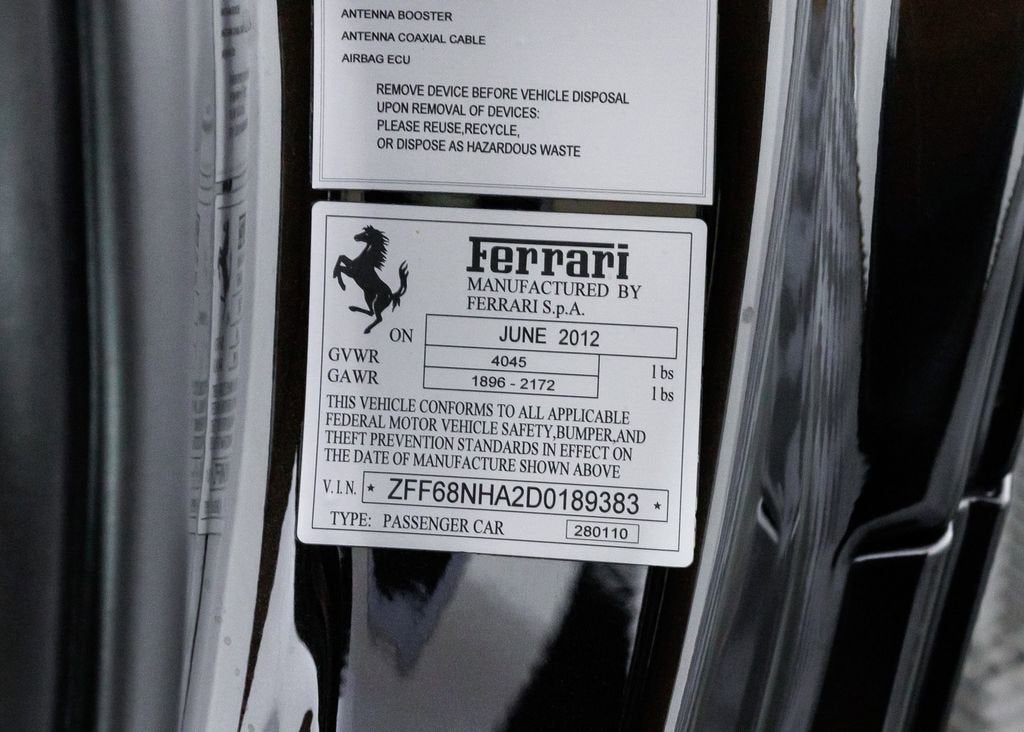 ANTENNA BOOSTER
ANTENNA COAXIAL CABLE
AIRBAG ECU
REMOVE DEVICE BEFORE VEHICLE DISPOSAL
UPON REMOVAL OF DEVICES:
PLEASE REUSE,RECYCLE,
OR DISPOSE AS HAZARDOUS WASTE
Ferrari
MANUFACTURED BY
FERRARI S.p.A.
ON JUNE 2012
GVWR 4045 lbs
GAWR 1896 - 2172 lbs
THIS VEHICLE CONFORMS TO ALL APPLICABLE
FEDERAL MOTOR VEHICLE SAFETY,BUMPER,AND
THEFT PREVENTION STANDARDS IN EFFECT ON
THE DATE OF MANUFACTURE SHOWN ABOVE
V.I.N. * ZFF68NHA2D0189383 *
TYPE: PASSENGER CAR 280110